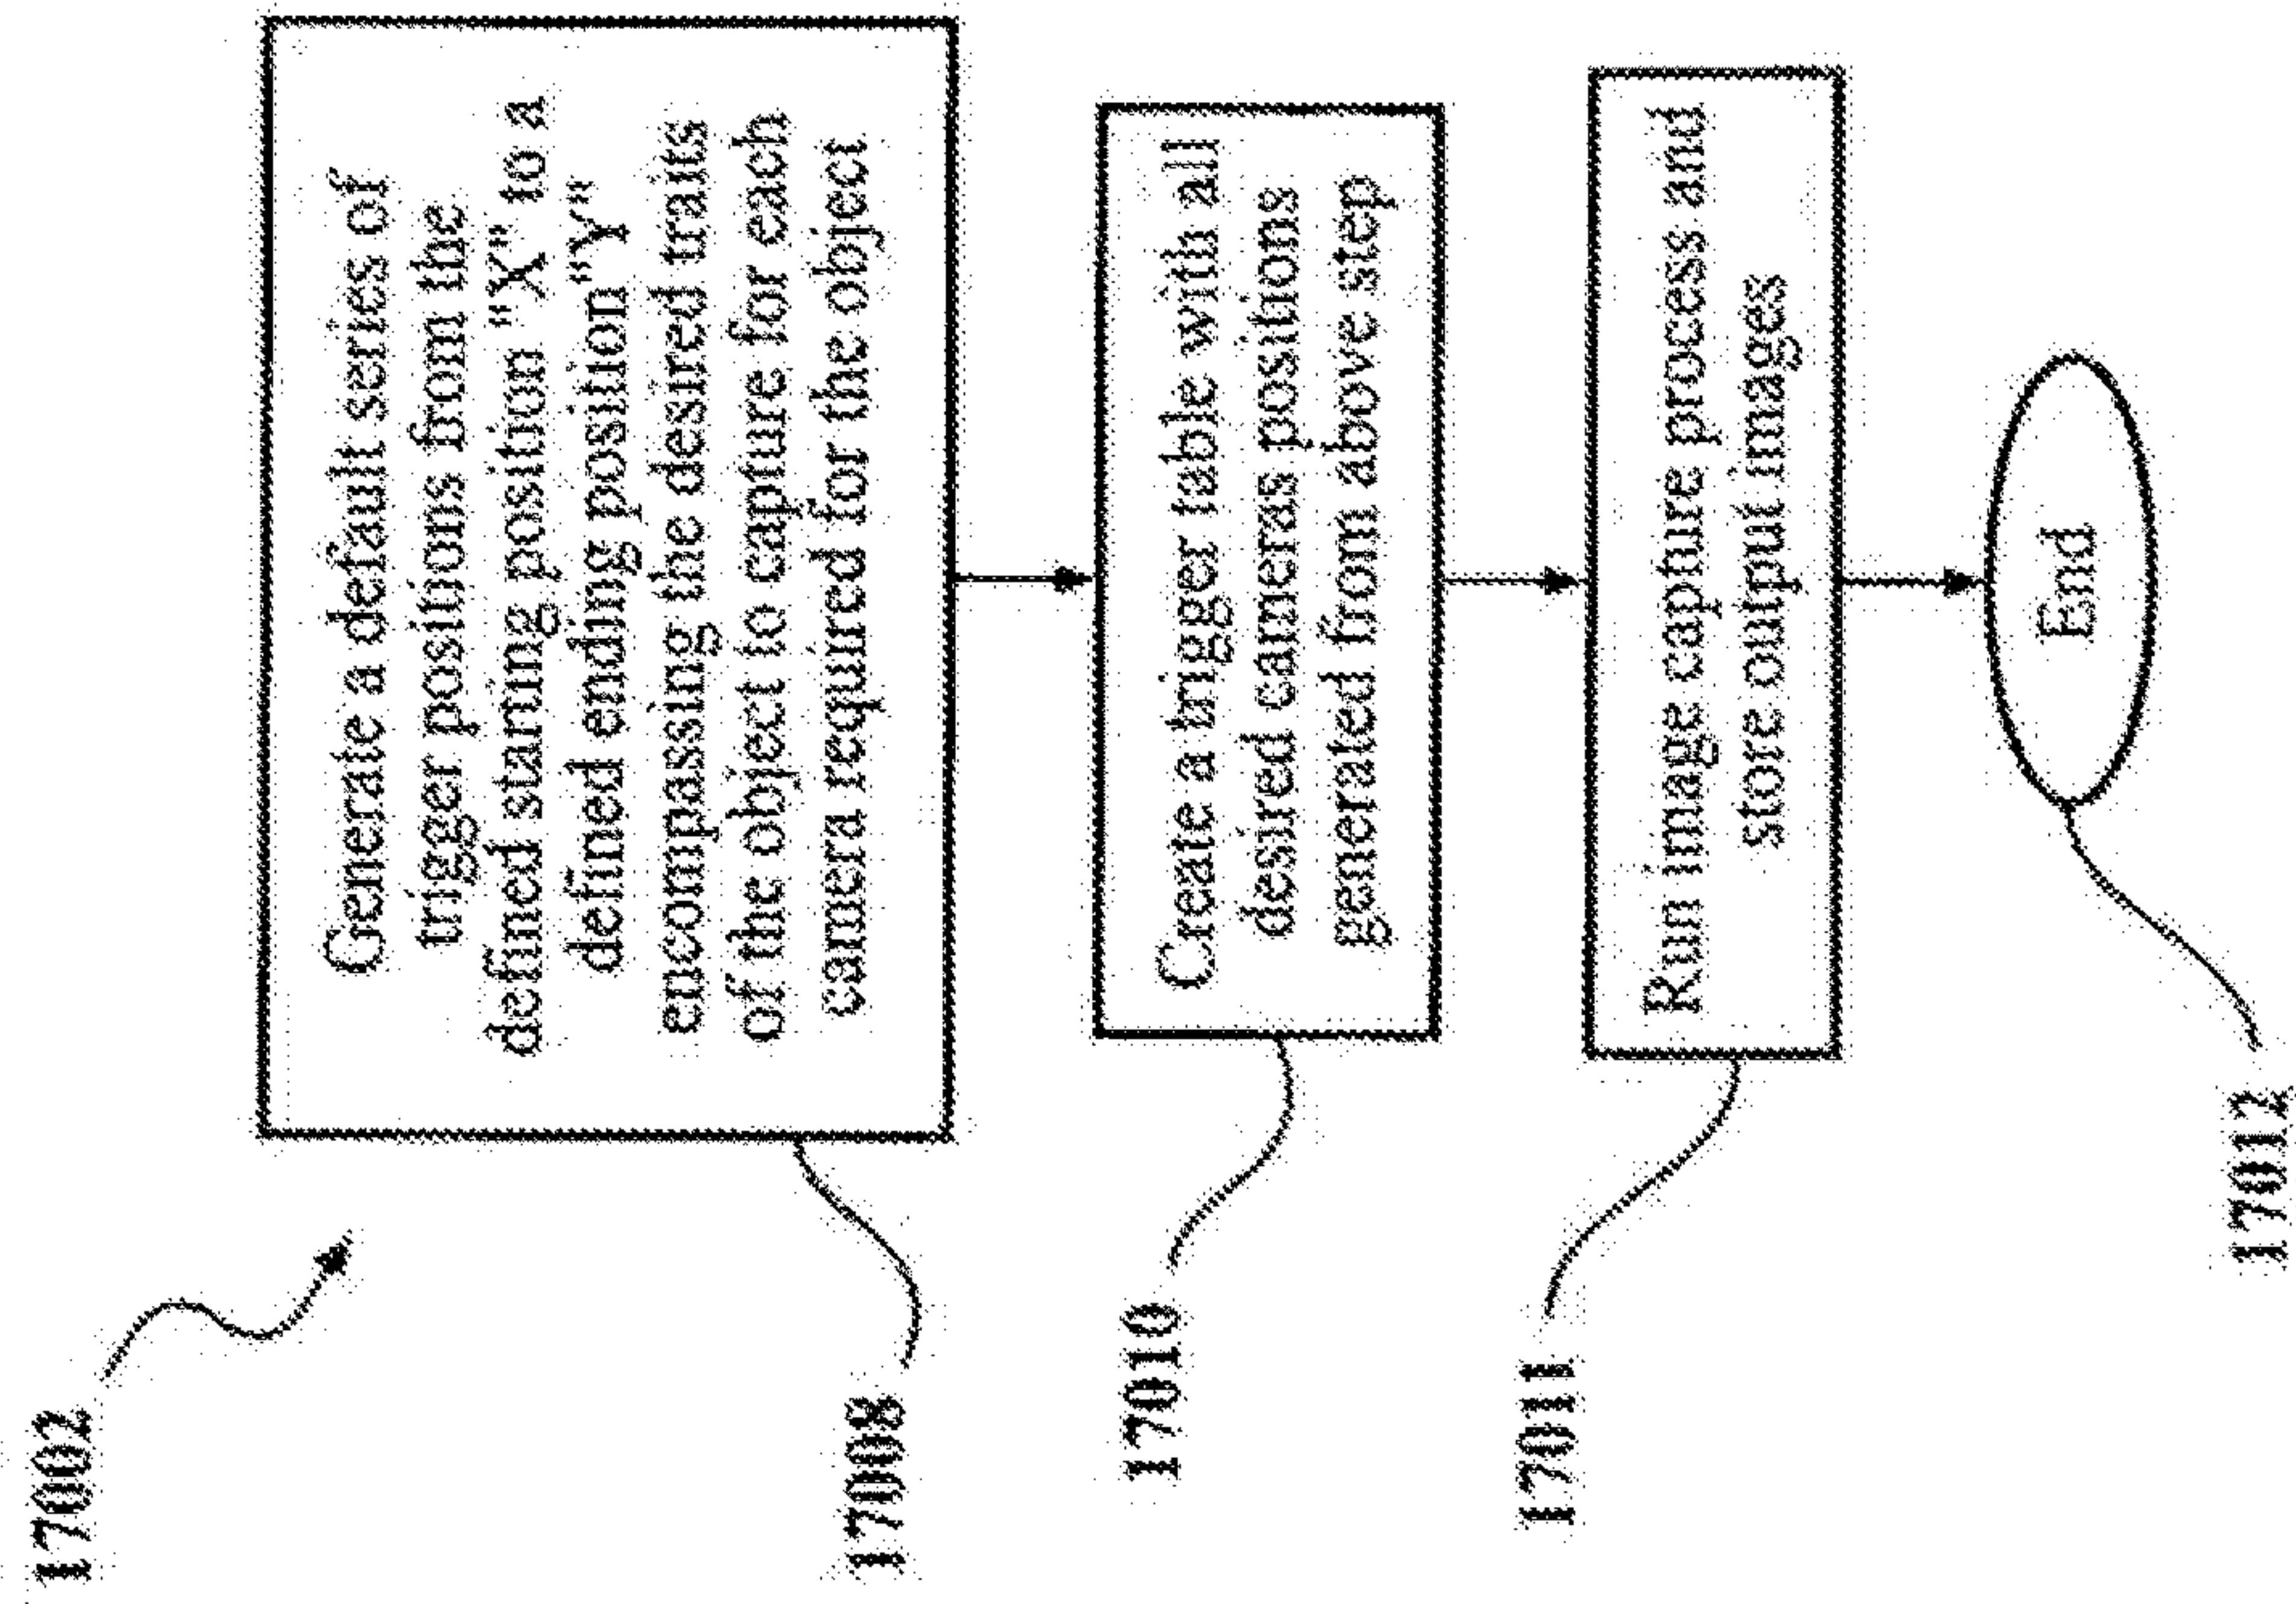 17002
Generate a default series of
trigger positions from the
defined starting position "X" to a
defined ending position"Y"
encompassing the desired traits
of the object to capture for each
camera required for the object
17008
Create a trigger table with all
desired cameras positions
generated from above step
17010
Run image capture process and
store output images
17011
End
17012